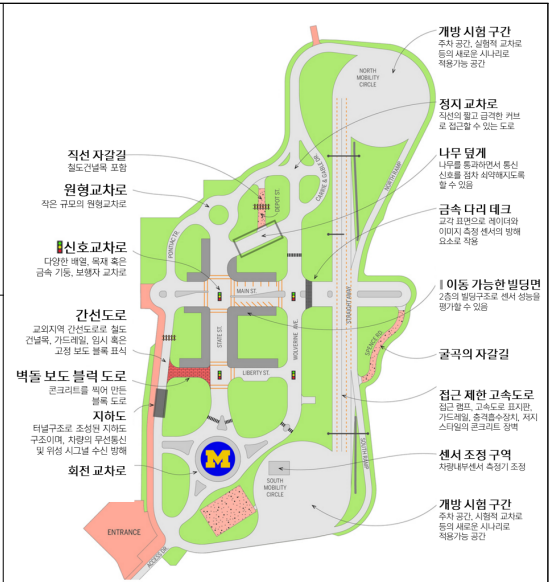 직선 자갈길
철도건널목 포함
원형교차로
작은 규모의 원형교차로
신호교차로
다양한 배열, 목재 혹은
금속 기둥, 보행자 교차로
간선도로
교외지역 간선도로로 철도
건널목, 가드레일, 임시 혹은
고정 보도 블록 표식
벽돌 보도 블럭 도로
콘크리트를 찍어 만든
블록 도로
지하도
터널구조로 조성된 지하도
구조이며, 차량의 무선통신
및 위성 시그널 수신 방해
회전 교차로
NORTH
MOBILITY
CIRCLE
CARRIE & GABLE DR.
NORTH RAMP
DEPOT ST.
PONTIAC TR.
MAIN ST.
STATE ST.
WOLVERINE AVE.
STRAIGHT AWAY
SPENCE RD.
LIBERTY ST.
M
SOUTH RAMP
SOUTH
MOBILITY
CIRCLE
ENTRANCE
ACCESS DR.
개방 시험 구간
주차 공간, 실험적 교차로
등의 새로운 시나리로
적용가능 공간
정지 교차로
직선의 짧고 급격한 커브
로 접근할 수 있는 도로
나무 덮게
나무를 통과하면서 통신
신호를 점차 쇠약해지도록
할 수 있음
금속 다리 데크
교각 표면으로 레이더와
이미지 측정 센서의 방해
요소로 작용
이동 가능한 빌딩면
2층의 빌딩구조로 센서 성능을
평가할 수 있음
굴곡의 자갈길
접근 제한 고속도로
접근 램프, 고속도로 표지판,
가드레일, 충격흡수장치, 저지
스타일의 콘크리트 장벽
센서 조정 구역
차량내부센서 측정기 조정
개방 시험 구간
주차 공간, 시험적 교차로
등의 새로운 시나리로
적용가능 공간